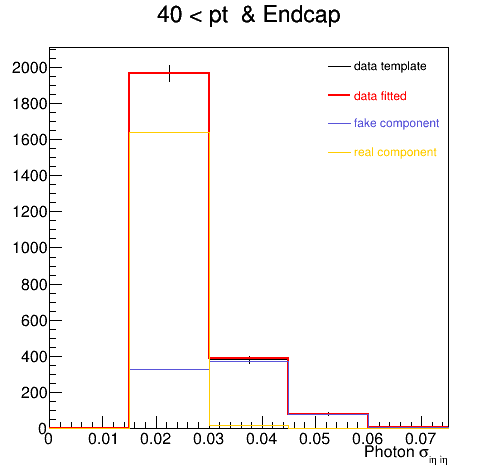 40 < pt & Endcap
data template
data fitted
fake component
real component
2000
1800
1600
1400
1200
1000
800
600
400
200
0
0 0.01 0.02 0.03 0.04 0.05 0.06 0.07
Photon σiη iη